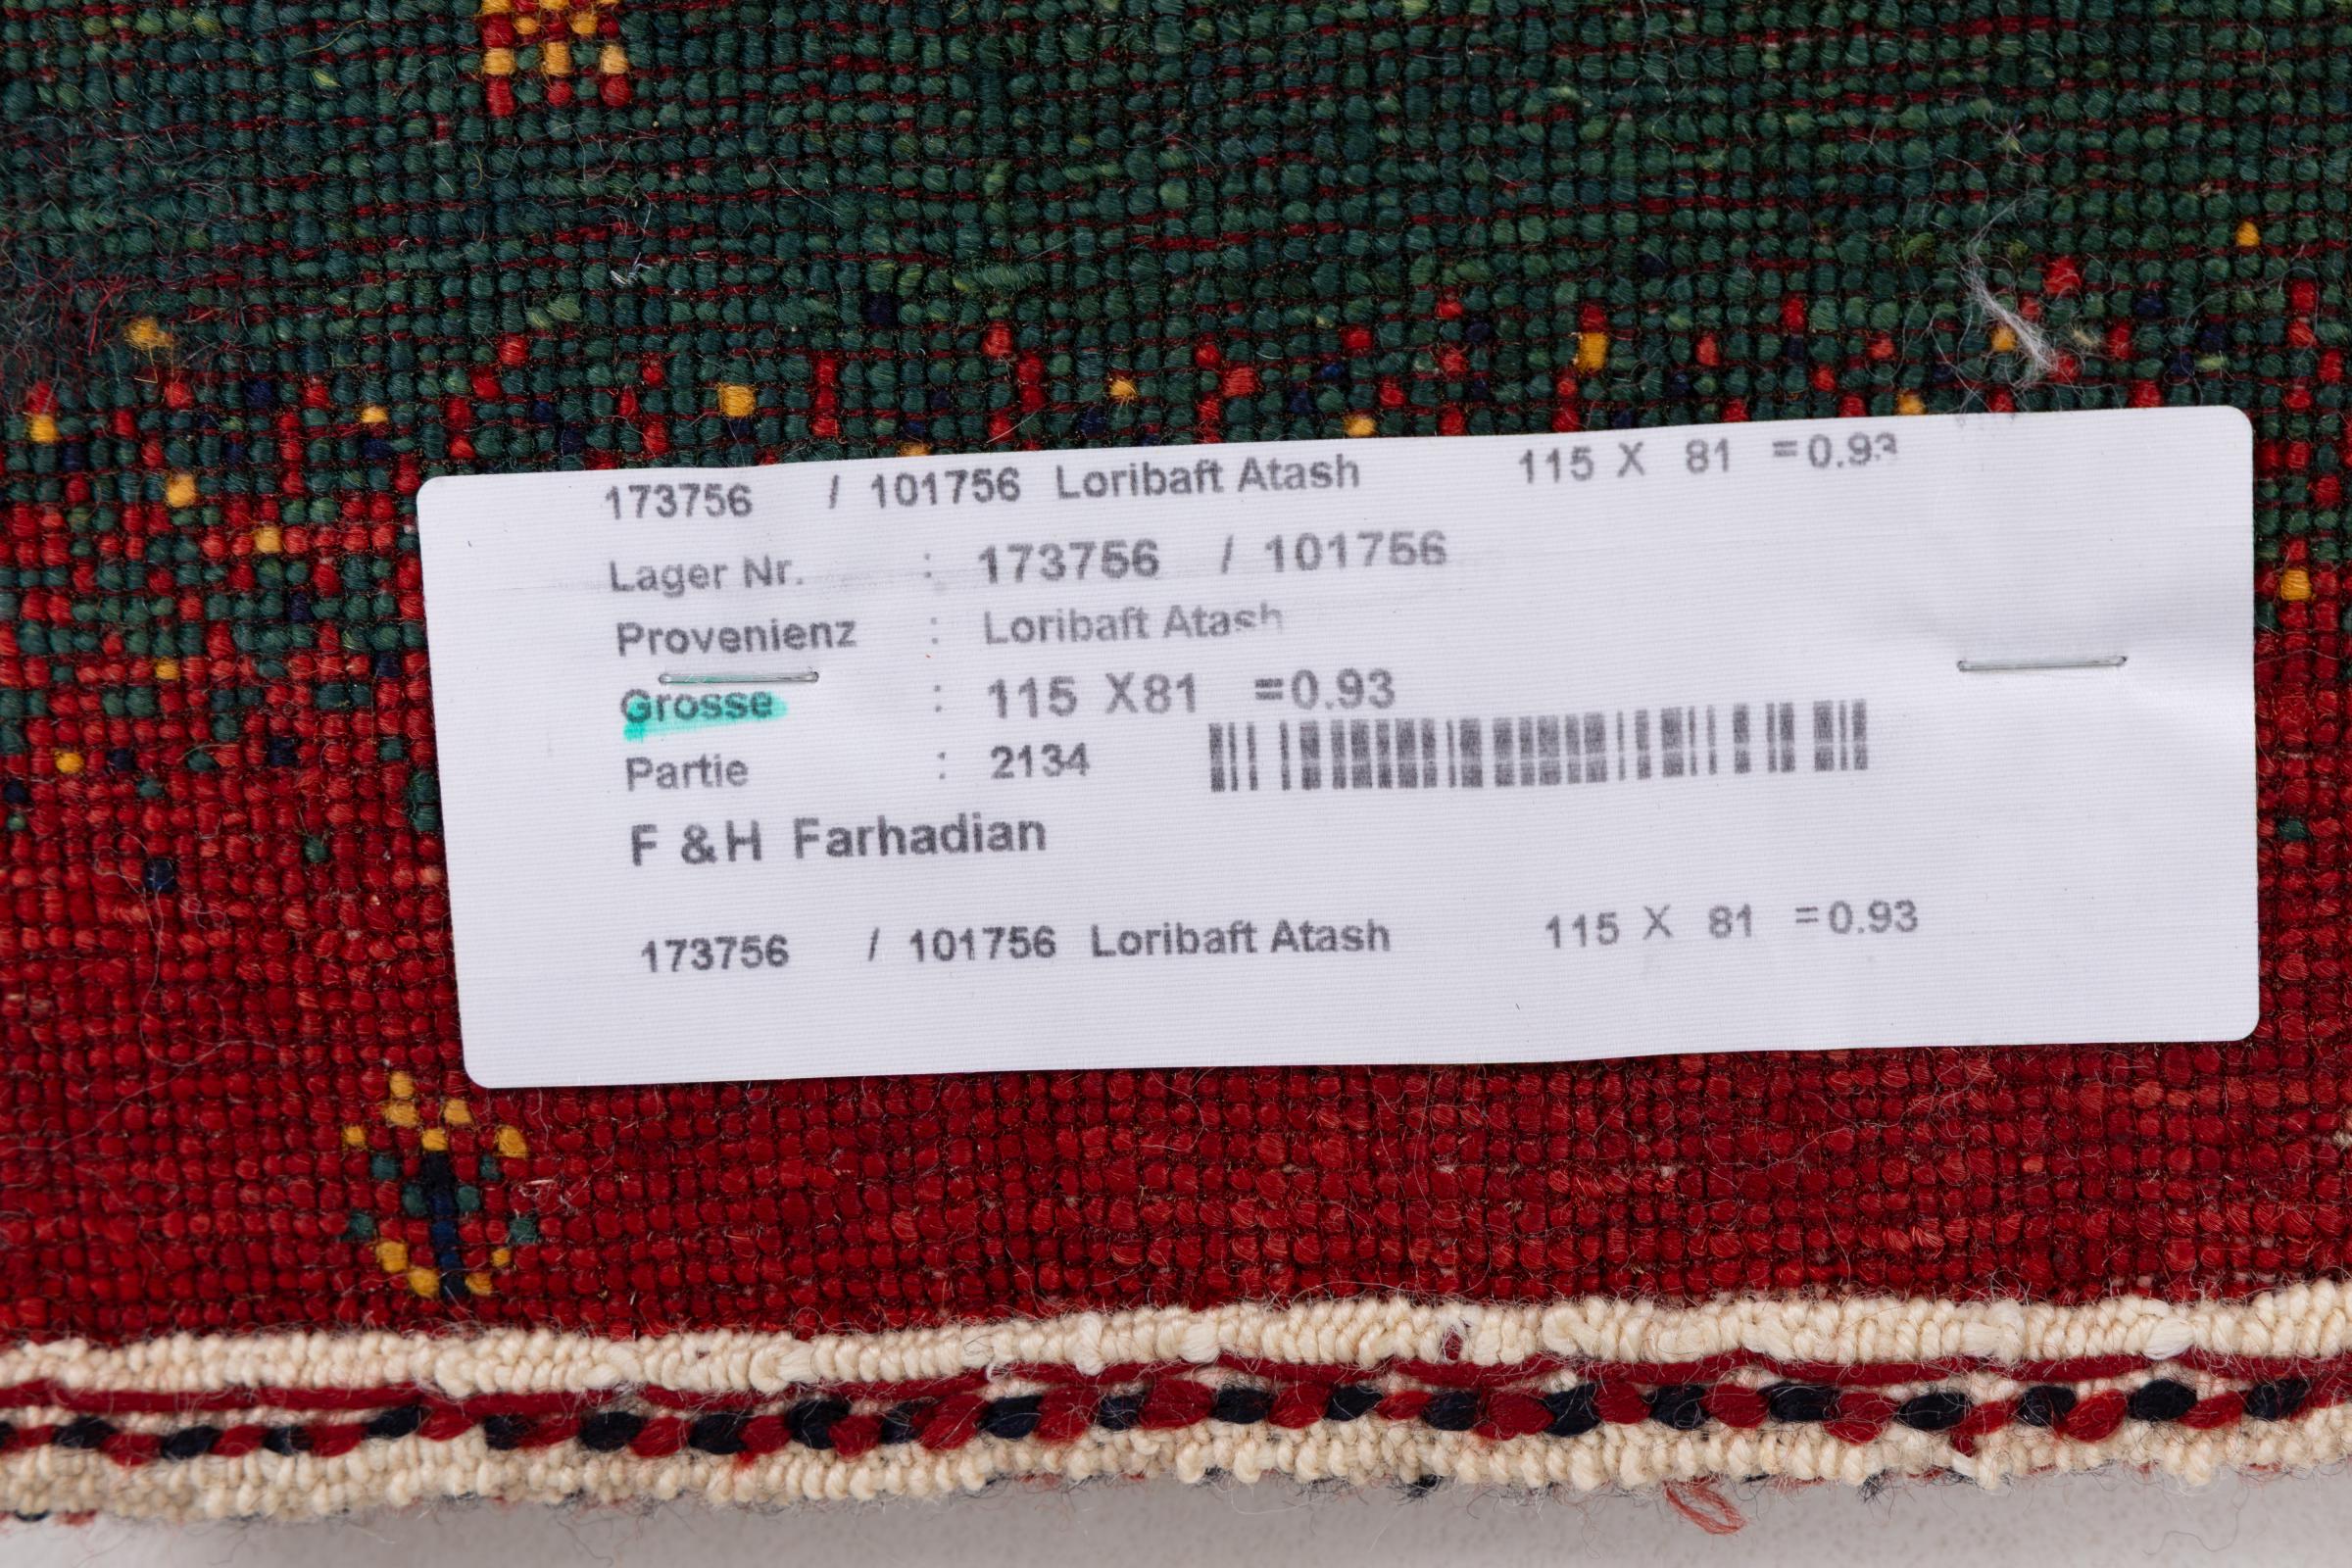 173756 / 101756 Loribaft Atash 115 X 81 =0.93
Lager Nr. : 173756 / 101756
Provenienz : Loribaft Atash
Grosse : 115 X81 =0.93
Partie : 2134
F &H Farhadian
173756 / 101756 Loribaft Atash 115 X 81 =0.93